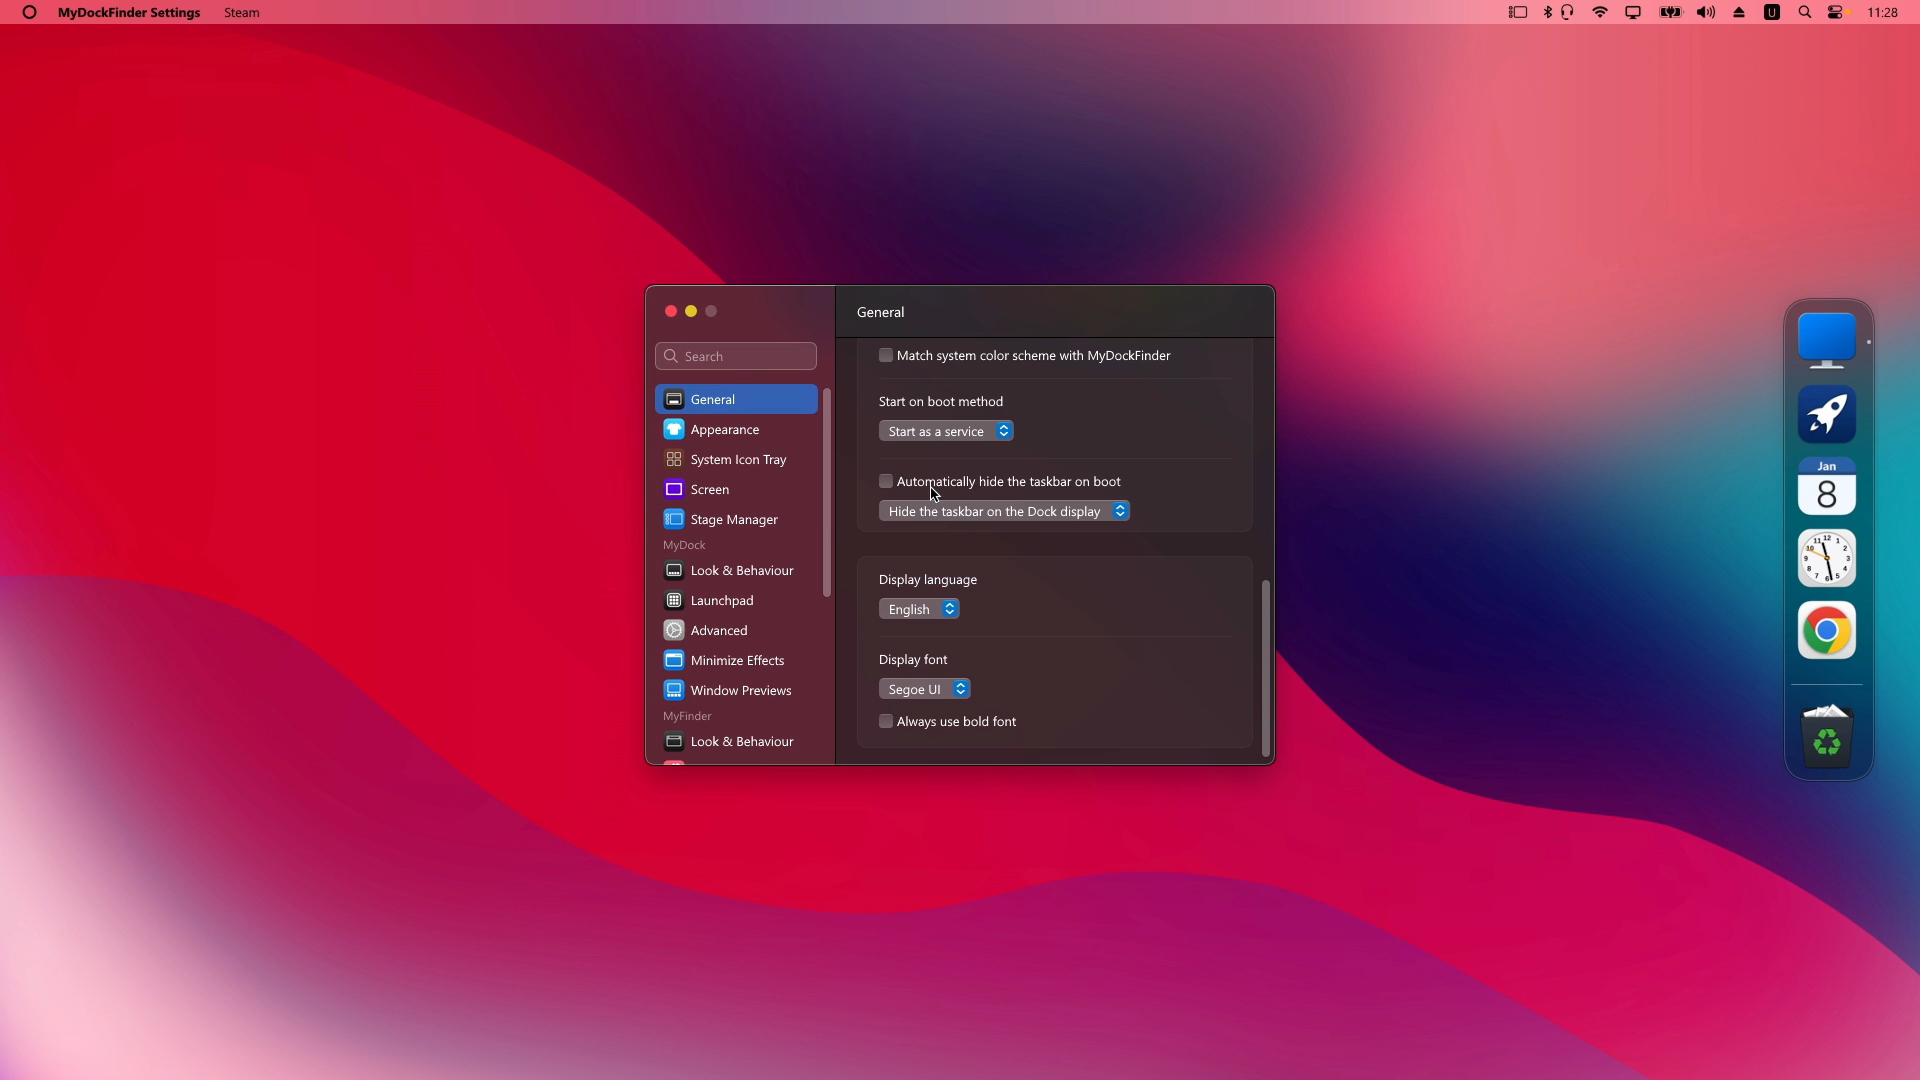 MyDockFinder Settings Steam
U 11:28
General
Search
General
Appearance
System Icon Tray
Screen
Stage Manager
MyDock
Look & Behaviour
Launchpad
Advanced
Minimize Effects
Window Previews
MyFinder
Look & Behaviour
Match system color scheme with MyDockFinder
Start on boot method
Start as a service
Automatically hide the taskbar on boot
Hide the taskbar on the Dock display
Display language
English
Display font
Segoe UI
Always use bold font
Jan
8